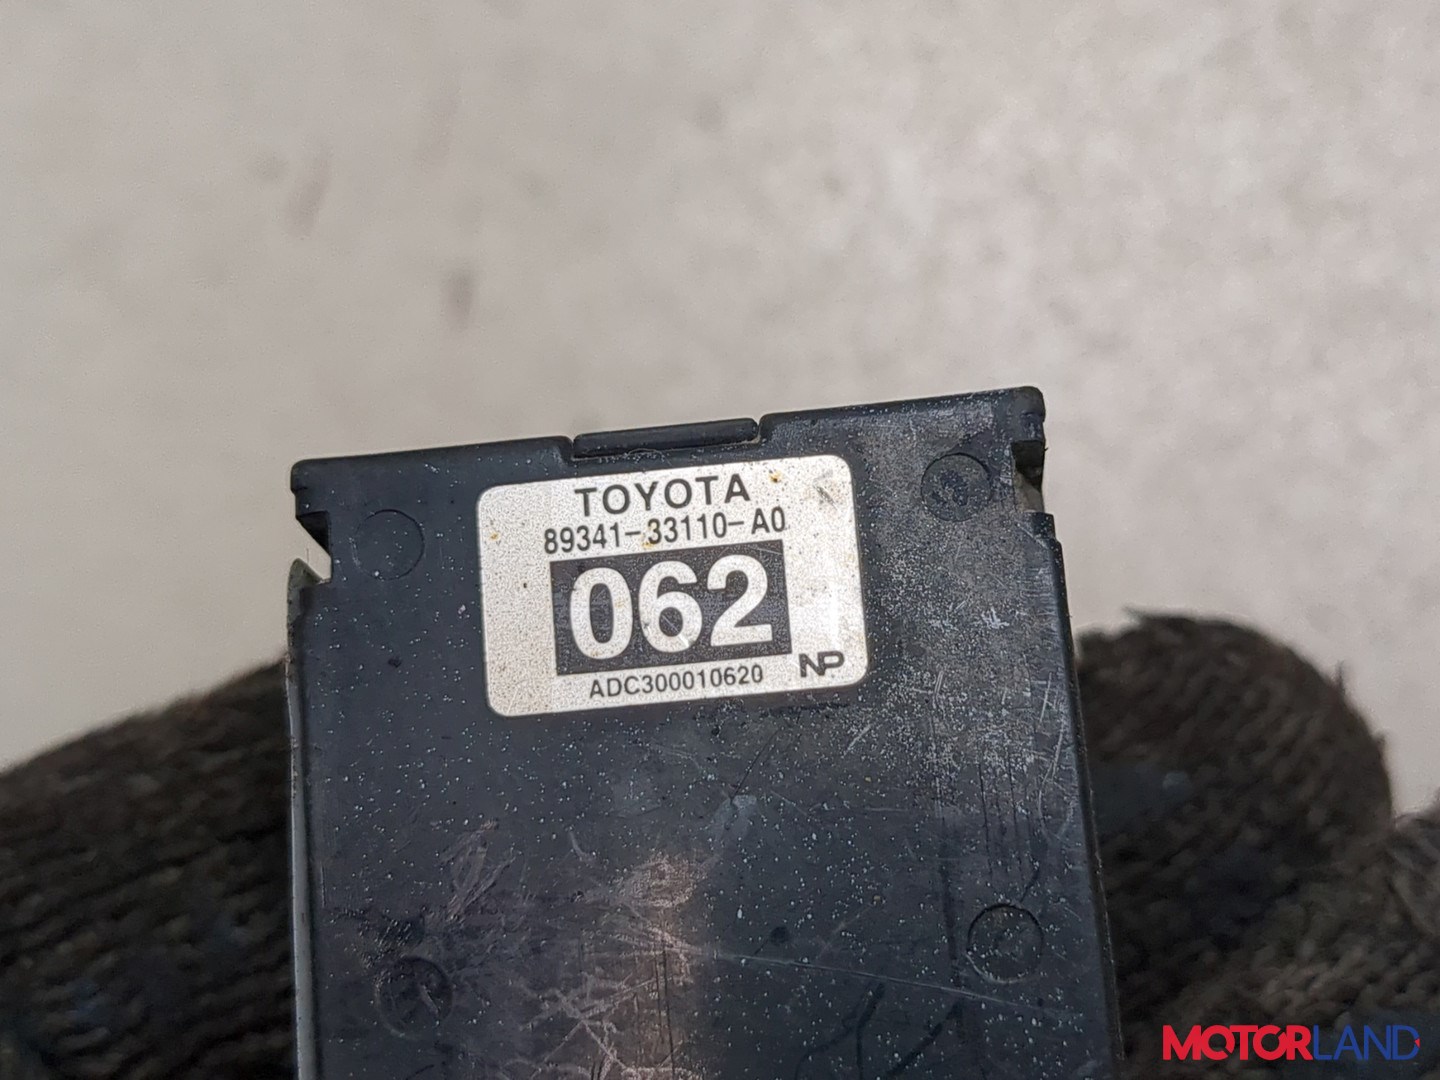 TOYOTA
89341-33110-A0
062
ADC300010620 NP
MOTORLAND